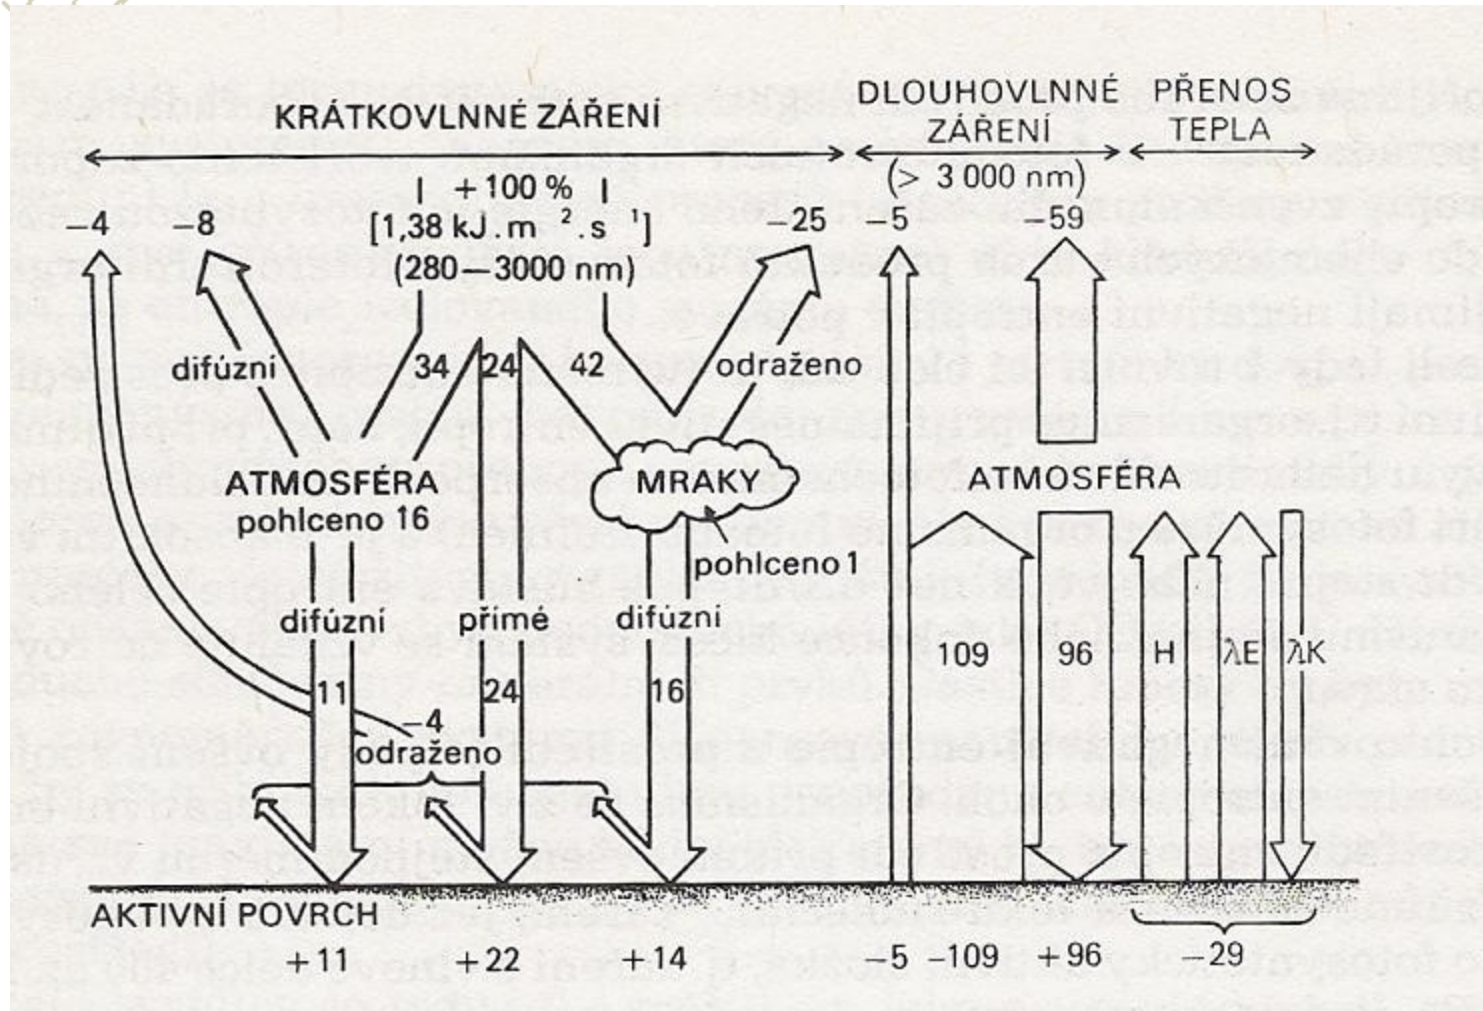 KRÁTKOVLNNÉ ZÁŘENÍ
DLOUHOVLNNÉ ZÁŘENÍ
(> 3 000 nm)
PŘENOS TEPLA
+100 %
[1,38 kJ.m 2.s 1]
(280–3000 nm)
-4
-8
-25
-5
-59
difúzní
34
24
42
odraženo
ATMOSFÉRA
pohlceno 16
MRAKY
pohlceno 1
ATMOSFÉRA
difúzní
přímé
difúzní
11
24
16
109
96
H
λE
λK
-4
odraženo
AKTIVNÍ POVRCH
+11
+22
+14
-5
-109
+96
-29